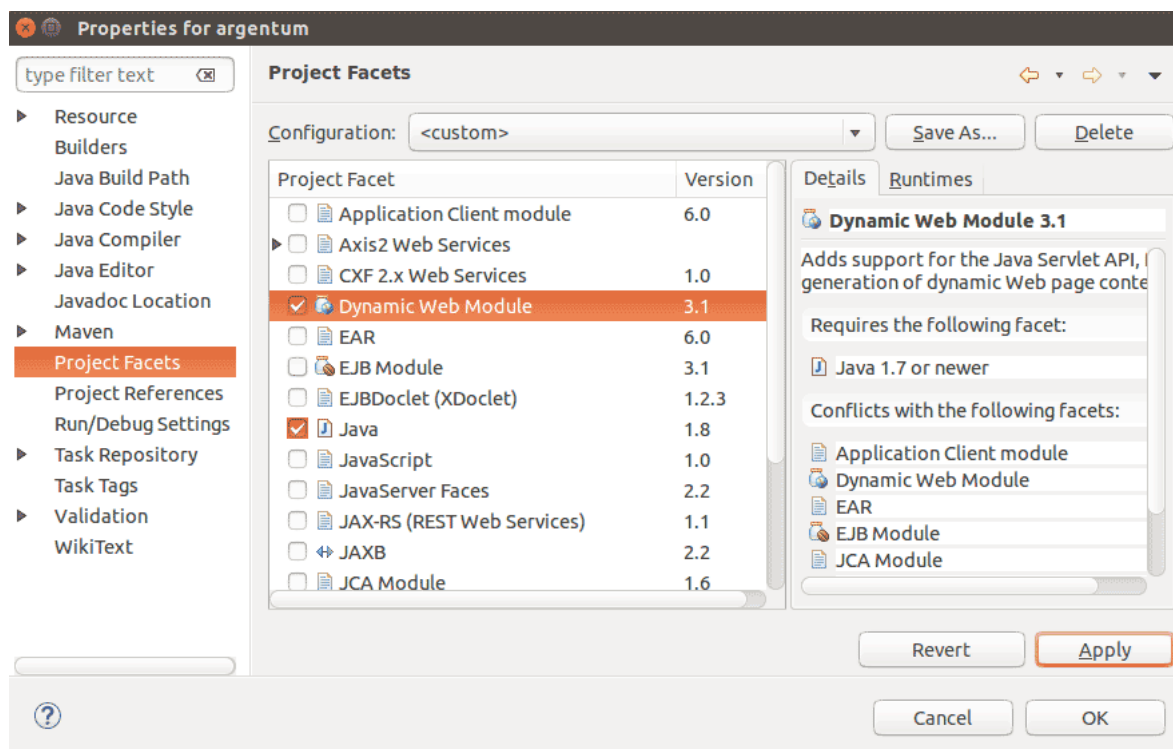 Properties for argentum
type filter text
Resource
Builders
Java Build Path
Java Code Style
Java Compiler
Java Editor
Javadoc Location
Maven
Project Facets
Project References
Run/Debug Settings
Task Repository
Task Tags
Validation
WikiText
Project Facets
Configuration: <custom> Save As... Delete
Project Facet Version
Application Client module 6.0
Axis2 Web Services
CXF 2.x Web Services 1.0
Dynamic Web Module 3.1
EAR 6.0
EJB Module 3.1
EJBDoclet (XDoclet) 1.2.3
Java 1.8
JavaScript 1.0
JavaServer Faces 2.2
JAX-RS (REST Web Services) 1.1
JAXB 2.2
JCA Module 1.6
Details Runtimes
Dynamic Web Module 3.1
Adds support for the Java Servlet API,
generation of dynamic Web page conte
Requires the following facet:
Java 1.7 or newer
Conflicts with the following facets:
Application Client module
Dynamic Web Module
EAR
EJB Module
JCA Module
Revert Apply
Cancel OK